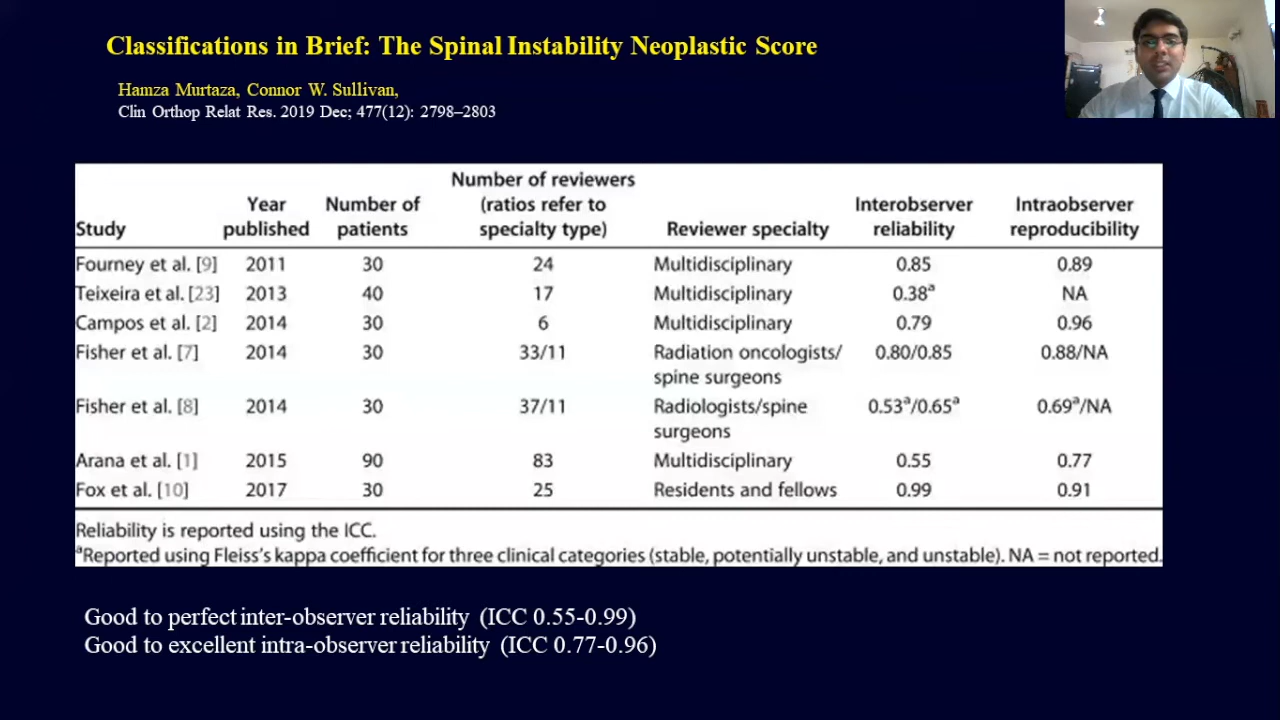 Classifications in Brief: The Spinal Instability Neoplastic Score
Hamza Murtaza, Connor W. Sullivan,
Clin Orthop Relat Res. 2019 Dec; 477(12): 2798–2803
Study Year published Number of patients Number of reviewers (ratios refer to specialty type) Reviewer specialty Interobserver reliability Intraobserver reproducibility
Fourney et al. [9] 2011 30 24 Multidisciplinary 0.85 0.89
Teixeira et al. [23] 2013 40 17 Multidisciplinary 0.38ª NA
Campos et al. [2] 2014 30 6 Multidisciplinary 0.79 0.96
Fisher et al. [7] 2014 30 33/11 Radiation oncologists/ 0.80/0.85 0.88/NA
spine surgeons
Fisher et al. [8] 2014 30 37/11 Radiologists/spine 0.53ª/0.65ª 0.69ª/NA
surgeons
Arana et al. [1] 2015 90 83 Multidisciplinary 0.55 0.77
Fox et al. [10] 2017 30 25 Residents and fellows 0.99 0.91
Reliability is reported using the ICC.
ªReported using Fleiss's kappa coefficient for three clinical categories (stable, potentially unstable, and unstable). NA = not reported.
Good to perfect inter-observer reliability (ICC 0.55-0.99)
Good to excellent intra-observer reliability (ICC 0.77-0.96)